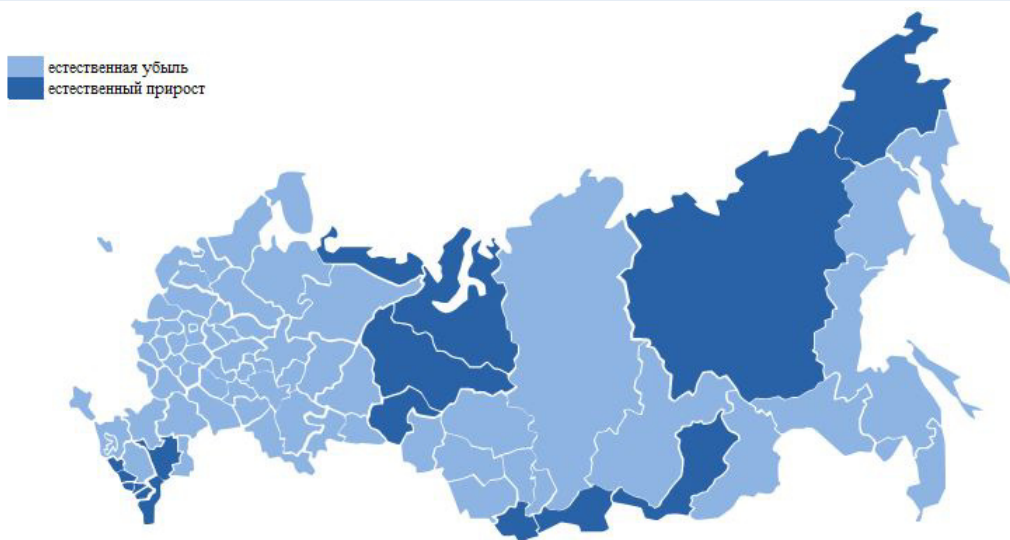 естественная убыль
естественный прирост